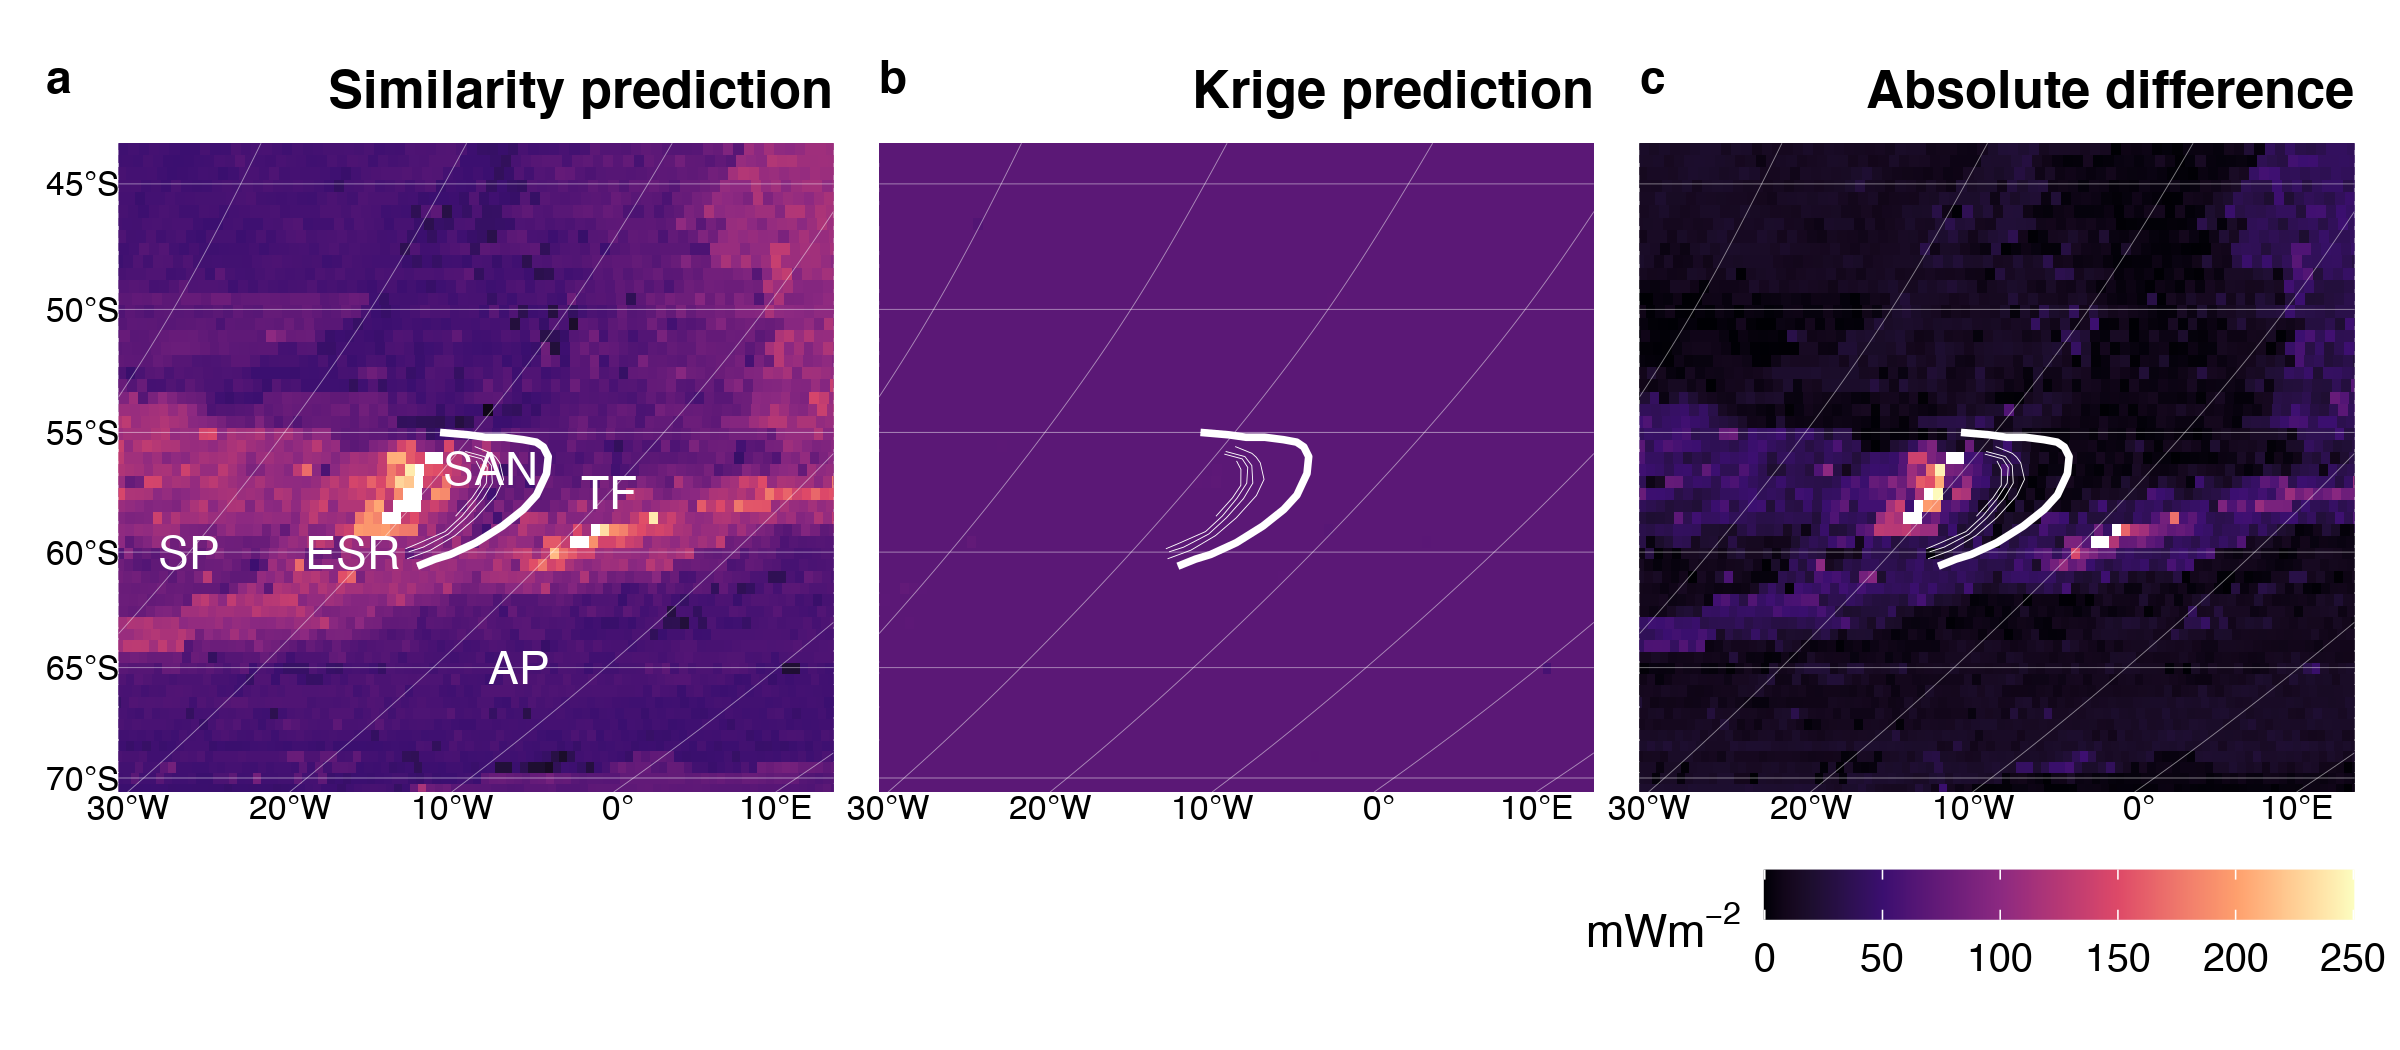 a Similarity prediction
b Krige prediction
c Absolute difference
45°S
50°S
55°S
60°S
65°S
70°S
SAN
TF
SP
ESR
AP
30°W 20°W 10°W 0° 10°E
30°W 20°W 10°W 0° 10°E
30°W 20°W 10°W 0° 10°E
mWm⁻²
0 50 100 150 200 250